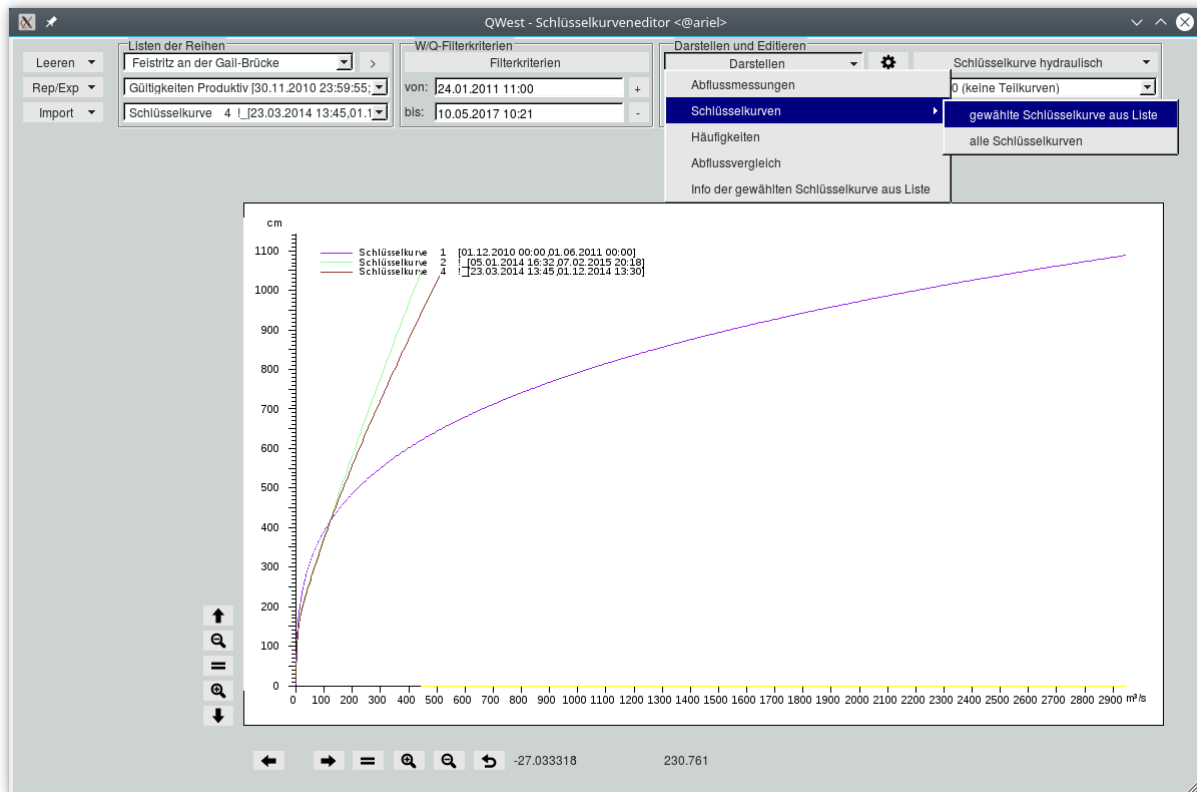 QWest - Schlüsselkurveneditor <@ariel>
Listen der Reihen
W/Q-Filterkriterien
Darstellen und Editieren
Leeren
Feistritz an der Gail-Brücke
>
Filterkriterien
Darstellen
Schlüsselkurve hydraulisch
Rep/Exp
Gültigkeiten Produktiv [30.11.2010 23:59:55;
von:
24.01.2011 11:00
+
0 (keine Teilkurven)
Import
Schlüsselkurve 4 !_[23.03.2014 13:45,01.1
bis:
10.05.2017 10:21
-
Abflussmessungen
Schlüsselkurven
gewählte Schlüsselkurve aus Liste
alle Schlüsselkurven
Häufigkeiten
Abflussvergleich
Info der gewählten Schlüsselkurve aus Liste
cm
Schlüsselkurve 1 [01.12.2010 00:00,01.06.2011 00:00]
Schlüsselkurve 2 !_[05.01.2014 16:32,07.02.2015 20:18]
Schlüsselkurve 4 !_[23.03.2014 13:45,01.12.2014 13:30]
1100
1000
900
800
700
600
500
400
300
200
100
0
0 100 200 300 400 500 600 700 800 900 1000 1100 1200 1300 1400 1500 1600 1700 1800 1900 2000 2100 2200 2300 2400 2500 2600 2700 2800 2900 m³/s
-27.033318
230.761